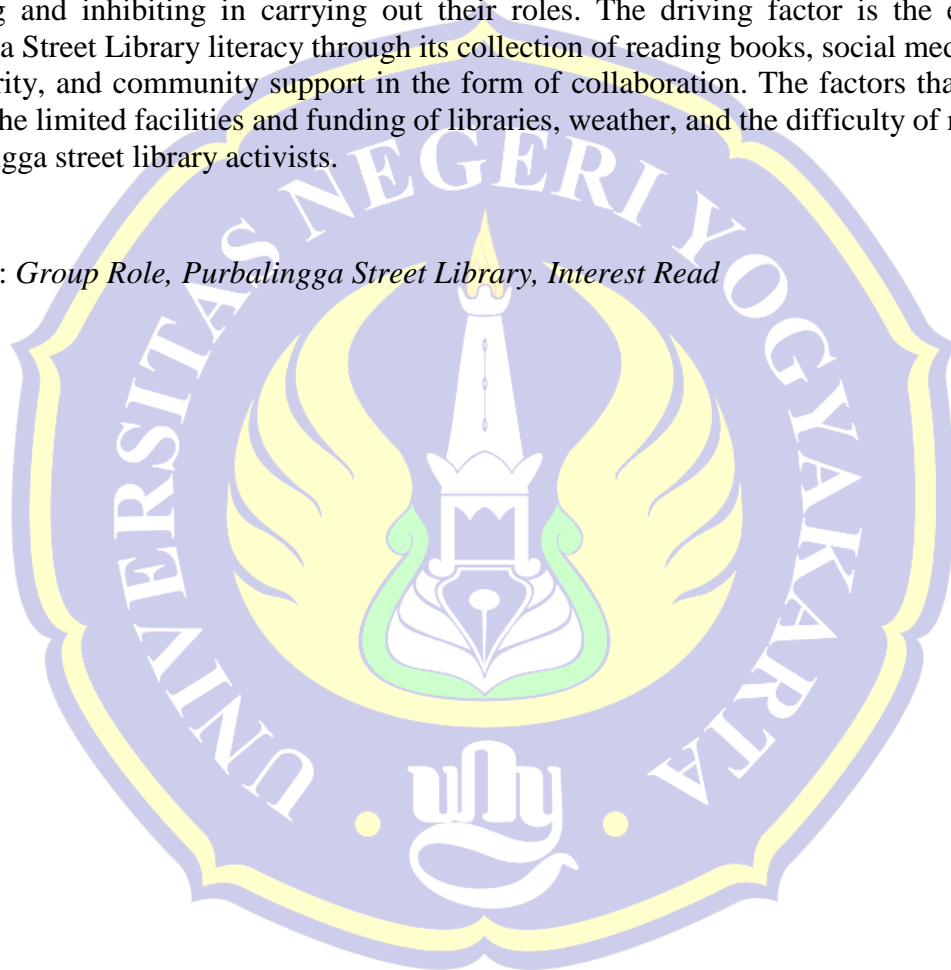 g and inhibiting in carrying out their roles. The driving factor is the e
a Street Library literacy through its collection of reading books, social med
rity, and community support in the form of collaboration. The factors tha
he limited facilities and funding of libraries, weather, and the difficulty of
gga street library activists.
: Group Role, Purbalingga Street Library, Interest Read
UNIVERSITAS NEGERI YOGYAKARTA
uny